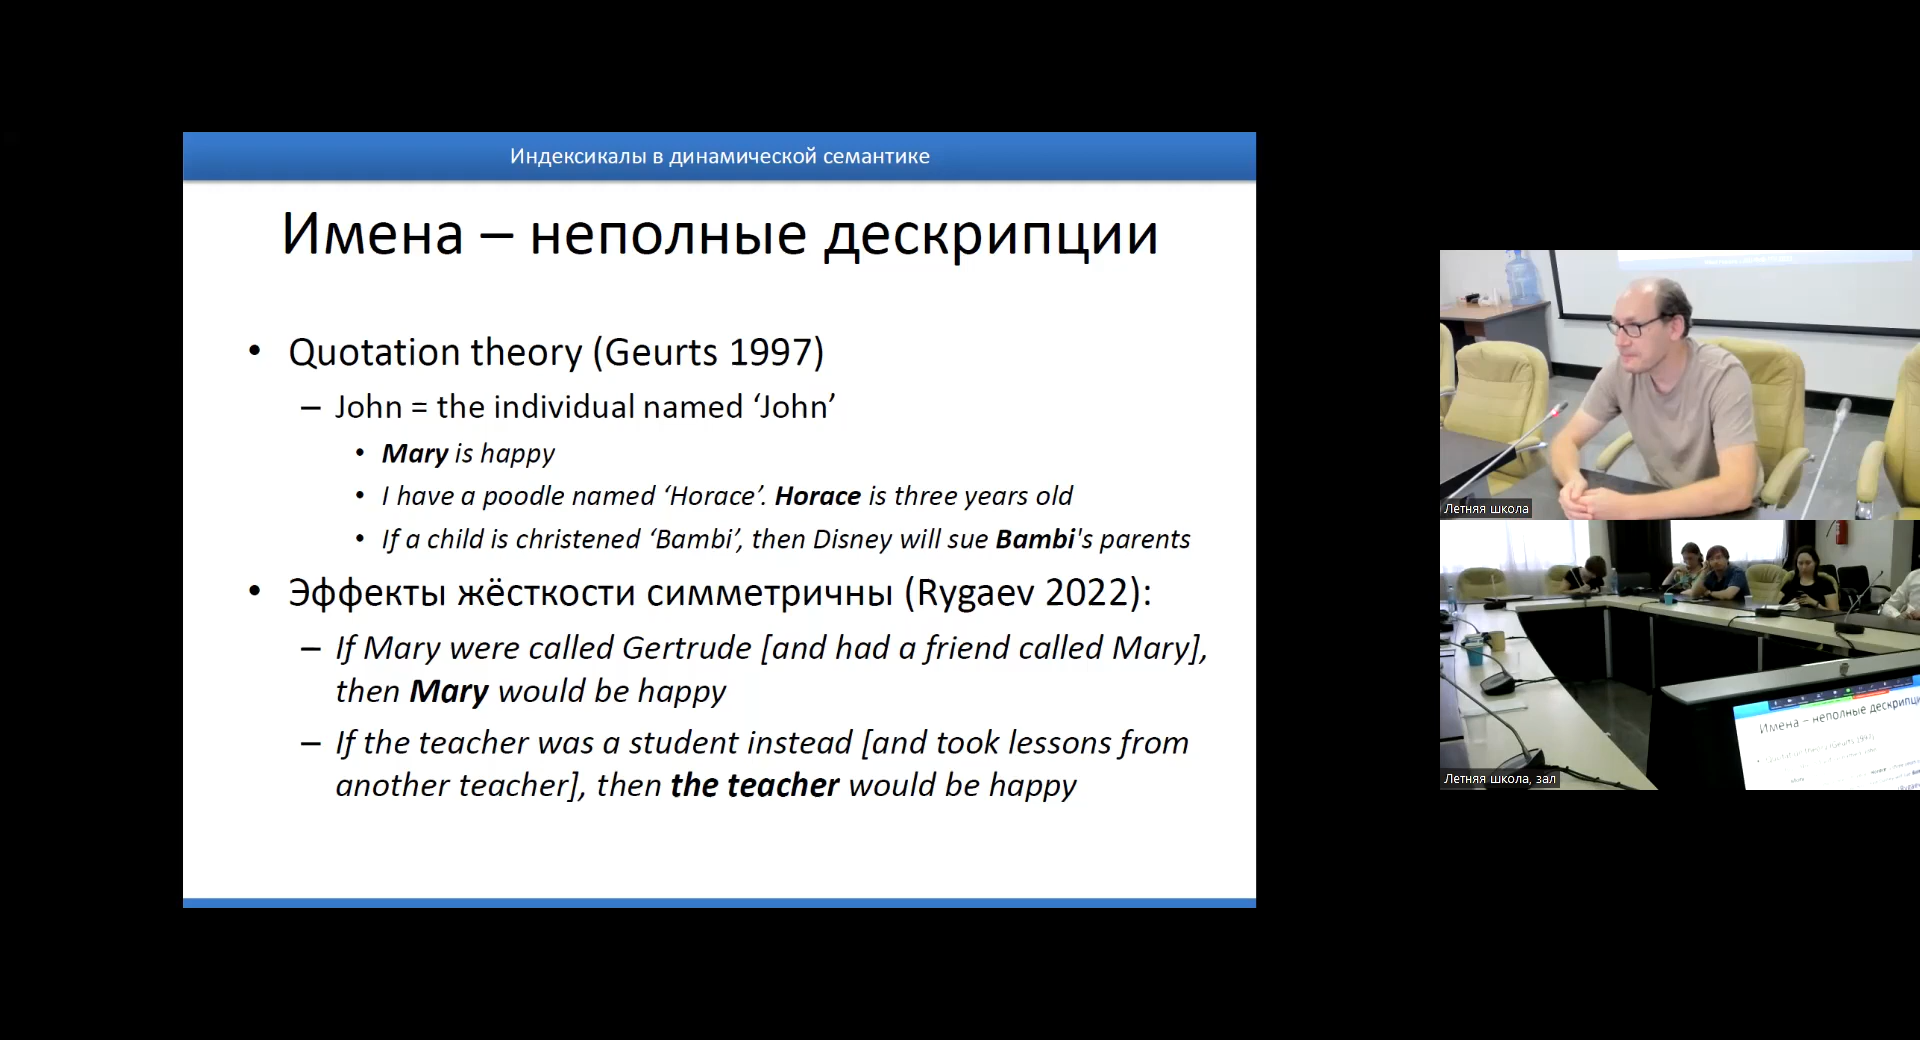 Индексикалы в динамической семантике
Имена – неполные дескрипции
• Quotation theory (Geurts 1997)
– John = the individual named ‘John’
• Mary is happy
• I have a poodle named ‘Horace’. Horace is three years old
• If a child is christened ‘Bambi’, then Disney will sue Bambi's parents
• Эффекты жёсткости симметричны (Rygaev 2022):
– If Mary were called Gertrude [and had a friend called Mary],
then Mary would be happy
– If the teacher was a student instead [and took lessons from
another teacher], then the teacher would be happy
Летняя школа
Летняя школа, зал
Имена – неполные дескрипци